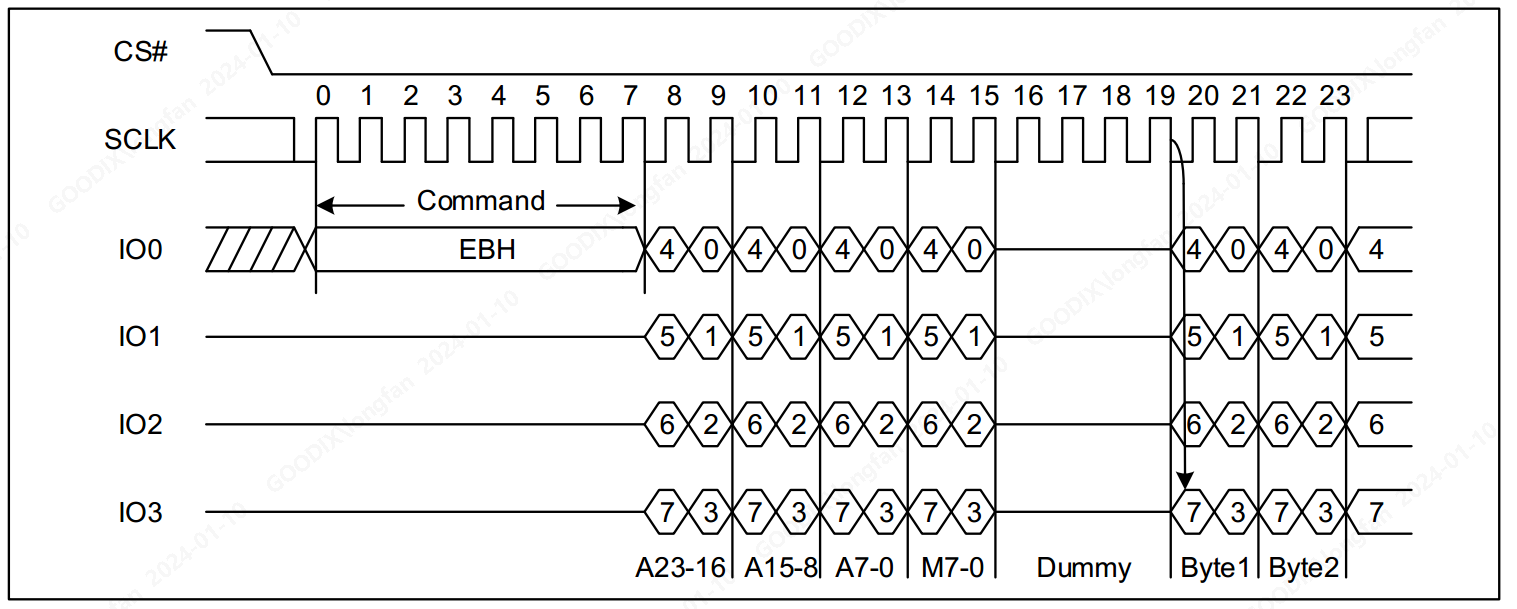 CS#
0 1 2 3 4 5 6 7 8 9 10 11 12 13 14 15 16 17 18 19 20 21 22 23
SCLK
Command
IO0 EBH 4 0 4 0 4 0 4 0 4 0 4 0 4
IO1 5 1 5 1 5 1 5 1 5 1 5 1 5
IO2 6 2 6 2 6 2 6 2 6 2 6 2 6
IO3 7 3 7 3 7 3 7 3 7 3 7 3 7
A23-16 A15-8 A7-0 M7-0 Dummy Byte1 Byte2
GOODIX\longfan 2024-01-10